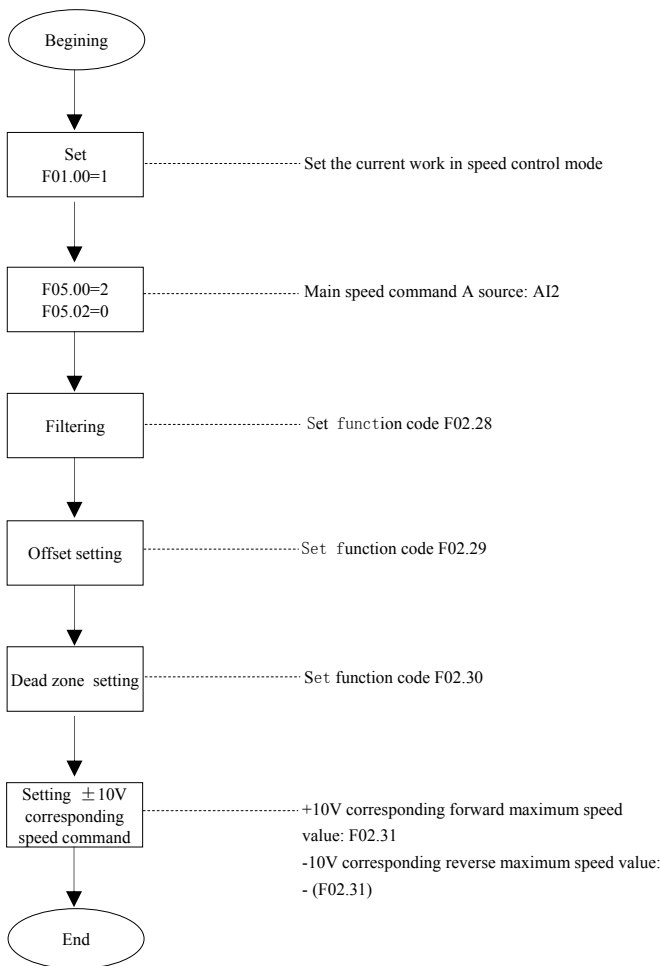 Begining
Set
F01.00=1
Set the current work in speed control mode
F05.00=2
F05.02=0
Main speed command A source: AI2
Filtering
Set function code F02.28
Offset setting
Set function code F02.29
Dead zone setting
Set function code F02.30
Setting ±10V
corresponding
speed command
+10V corresponding forward maximum speed
value: F02.31
-10V corresponding reverse maximum speed value:
- (F02.31)
End